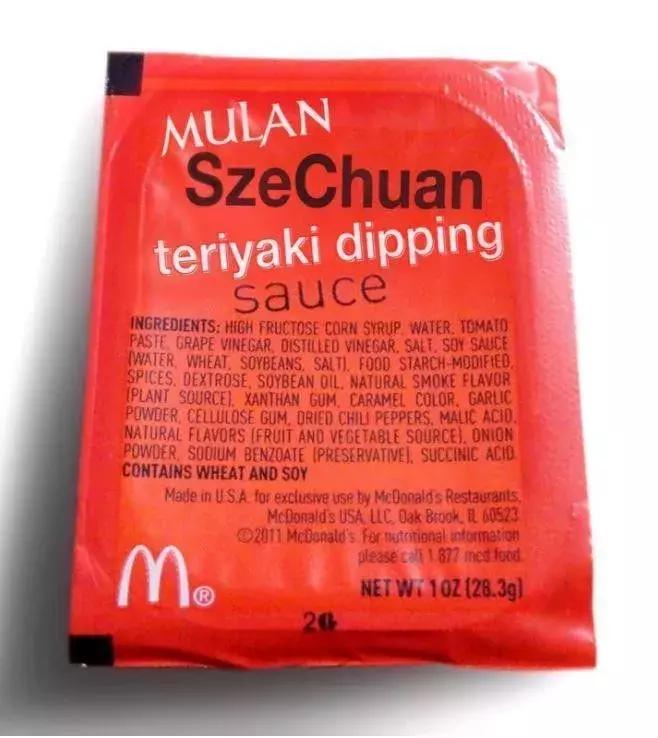 MULAN
SzeChuan
teriyaki dipping
sauce
INGREDIENTS: HIGH FRUCTOSE CORN SYRUP, WATER, TOMATO
PASTE, GRAPE VINEGAR, DISTILLED VINEGAR, SALT, SOY SAUCE
(WATER, WHEAT, SOYBEANS, SALT), FOOD STARCH-MODIFIED,
SPICES, DEXTROSE, SOYBEAN OIL, NATURAL SMOKE FLAVOR
(PLANT SOURCE), XANTHAN GUM, CARAMEL COLOR, GARLIC
POWDER, CELLULOSE GUM, DRIED CHILI PEPPERS, MALIC ACID,
NATURAL FLAVORS (FRUIT AND VEGETABLE SOURCE), ONION
POWDER, SODIUM BENZOATE (PRESERVATIVE), SUCCINIC ACID
CONTAINS WHEAT AND SOY
Made in U.S.A. for exclusive use by McDonald's Restaurants,
McDonald's USA, LLC, Oak Brook, IL 60523
©2011 McDonald's. For nutritional information
please call 1 877 mcd food.
M®
NET WT 1 OZ (28.3g)